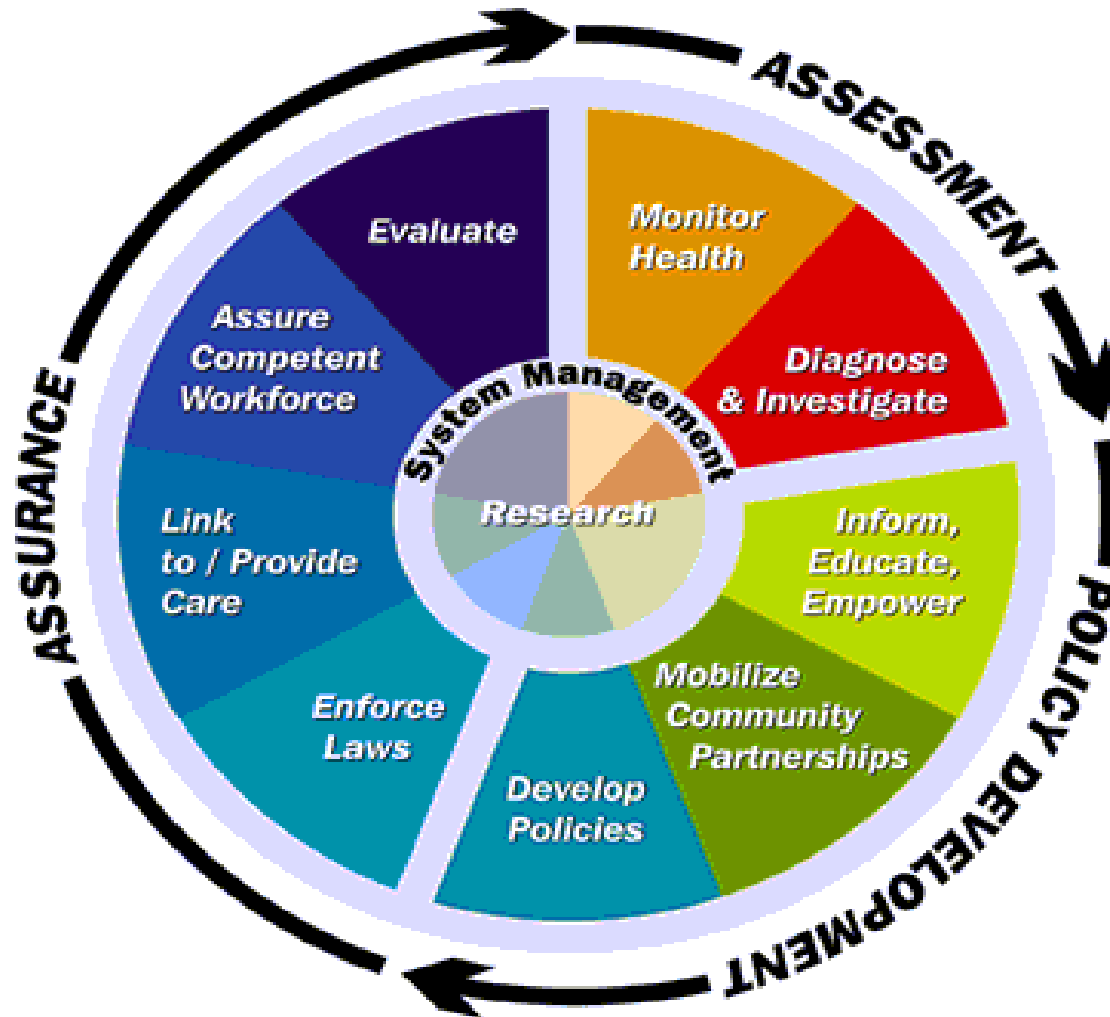 ASSESSMENT
Monitor
Health
Diagnose
& Investigate
POLICY DEVELOPMENT
Inform,
Educate,
Empower
Mobilize
Community
Partnerships
Develop
Policies
ASSURANCE
Enforce
Laws
Link
to / Provide
Care
Assure
Competent
Workforce
Evaluate
System Management
Research